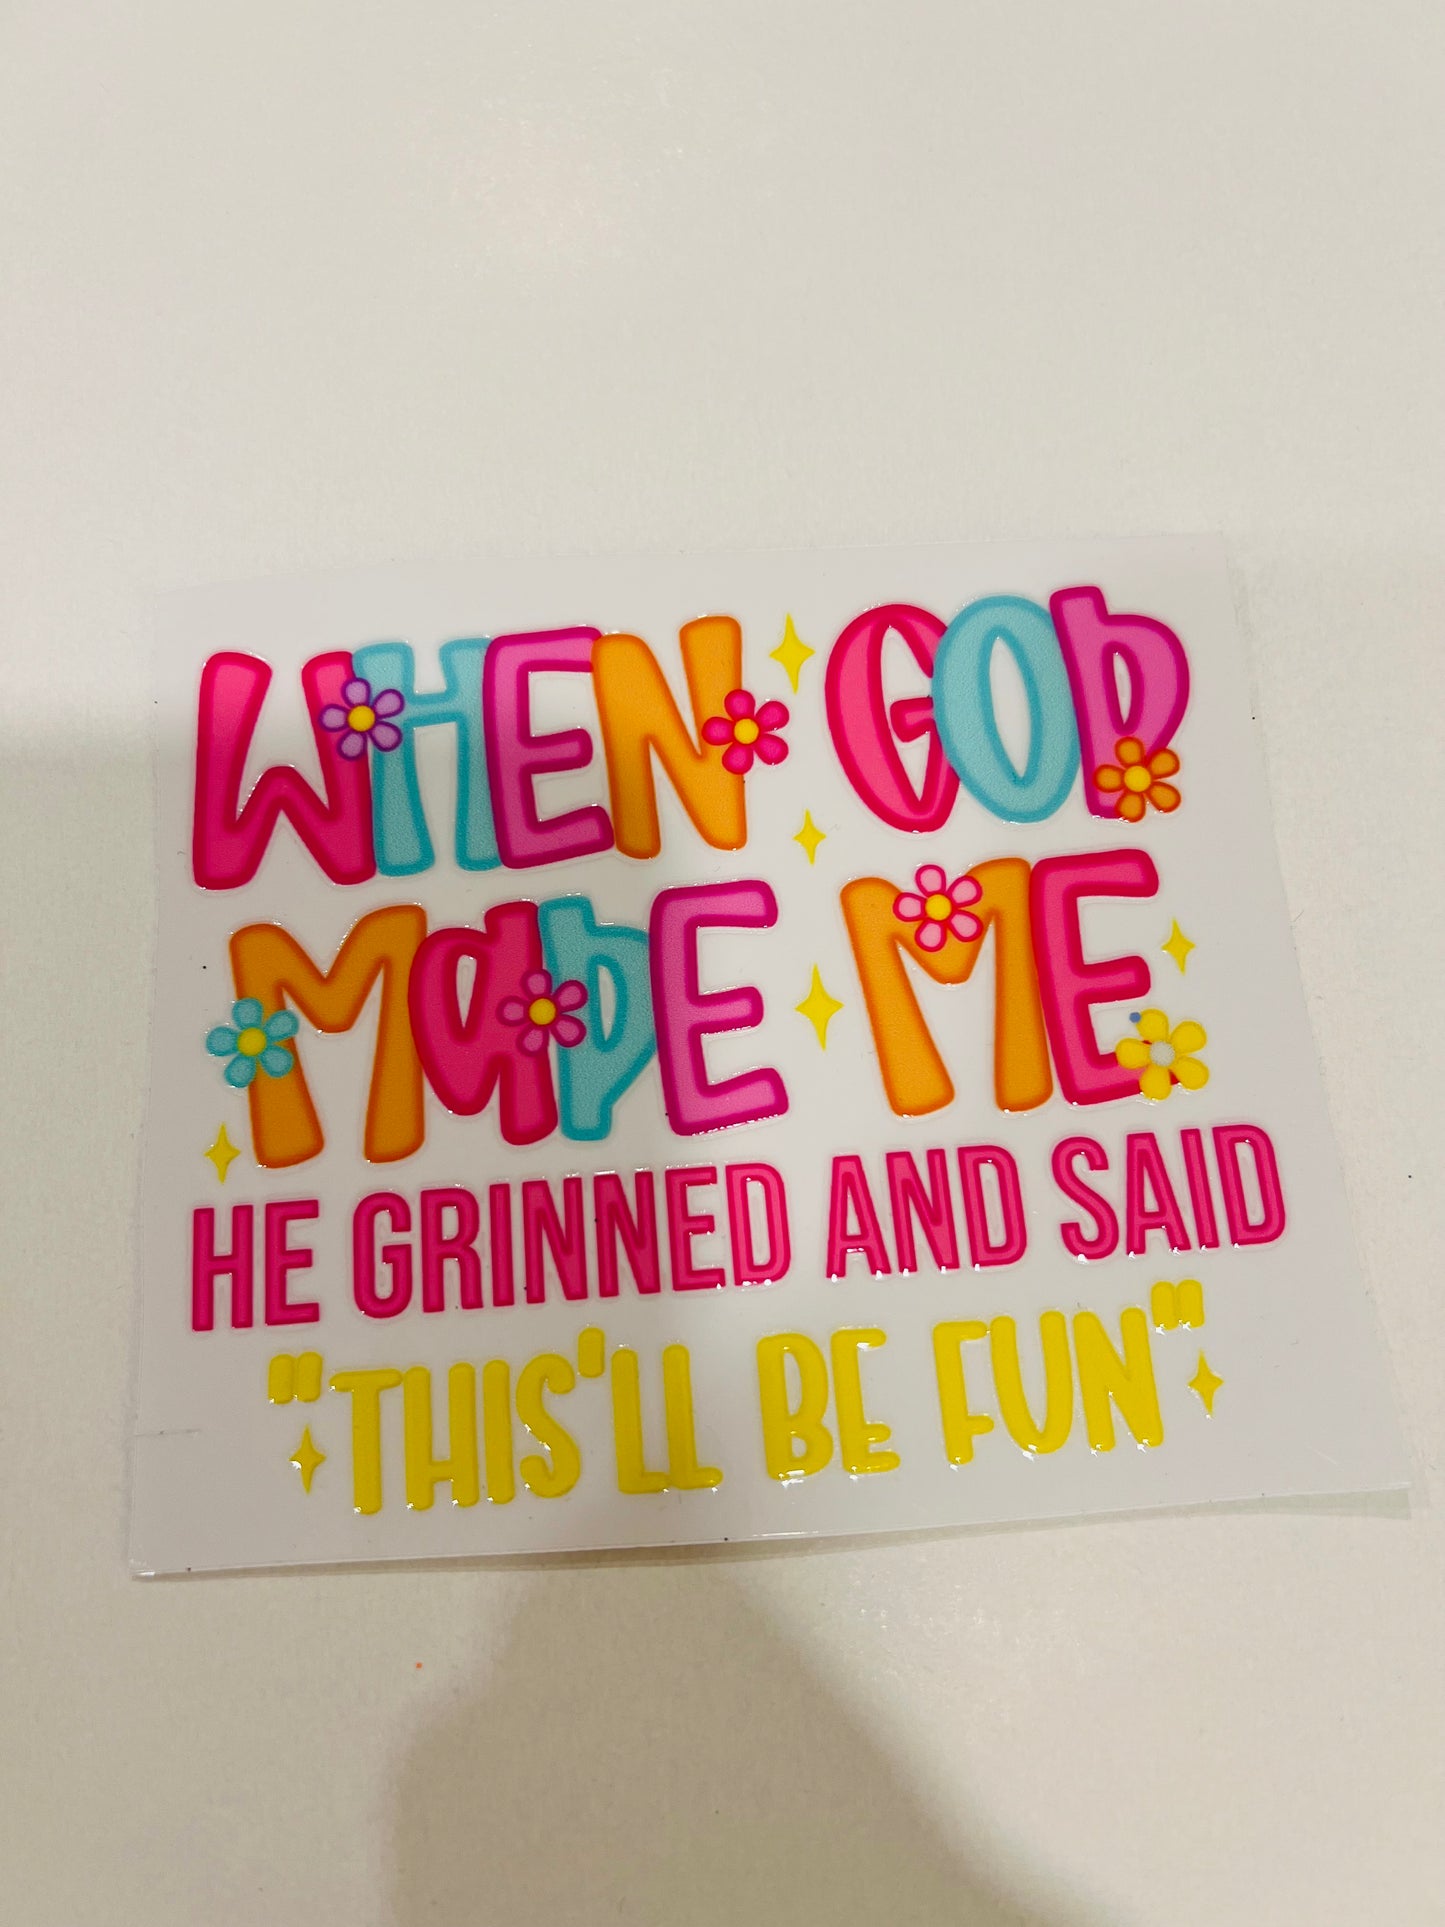 WHEN GOD
MADE ME
HE GRINNED AND SAID
"THIS'LL BE FUN"